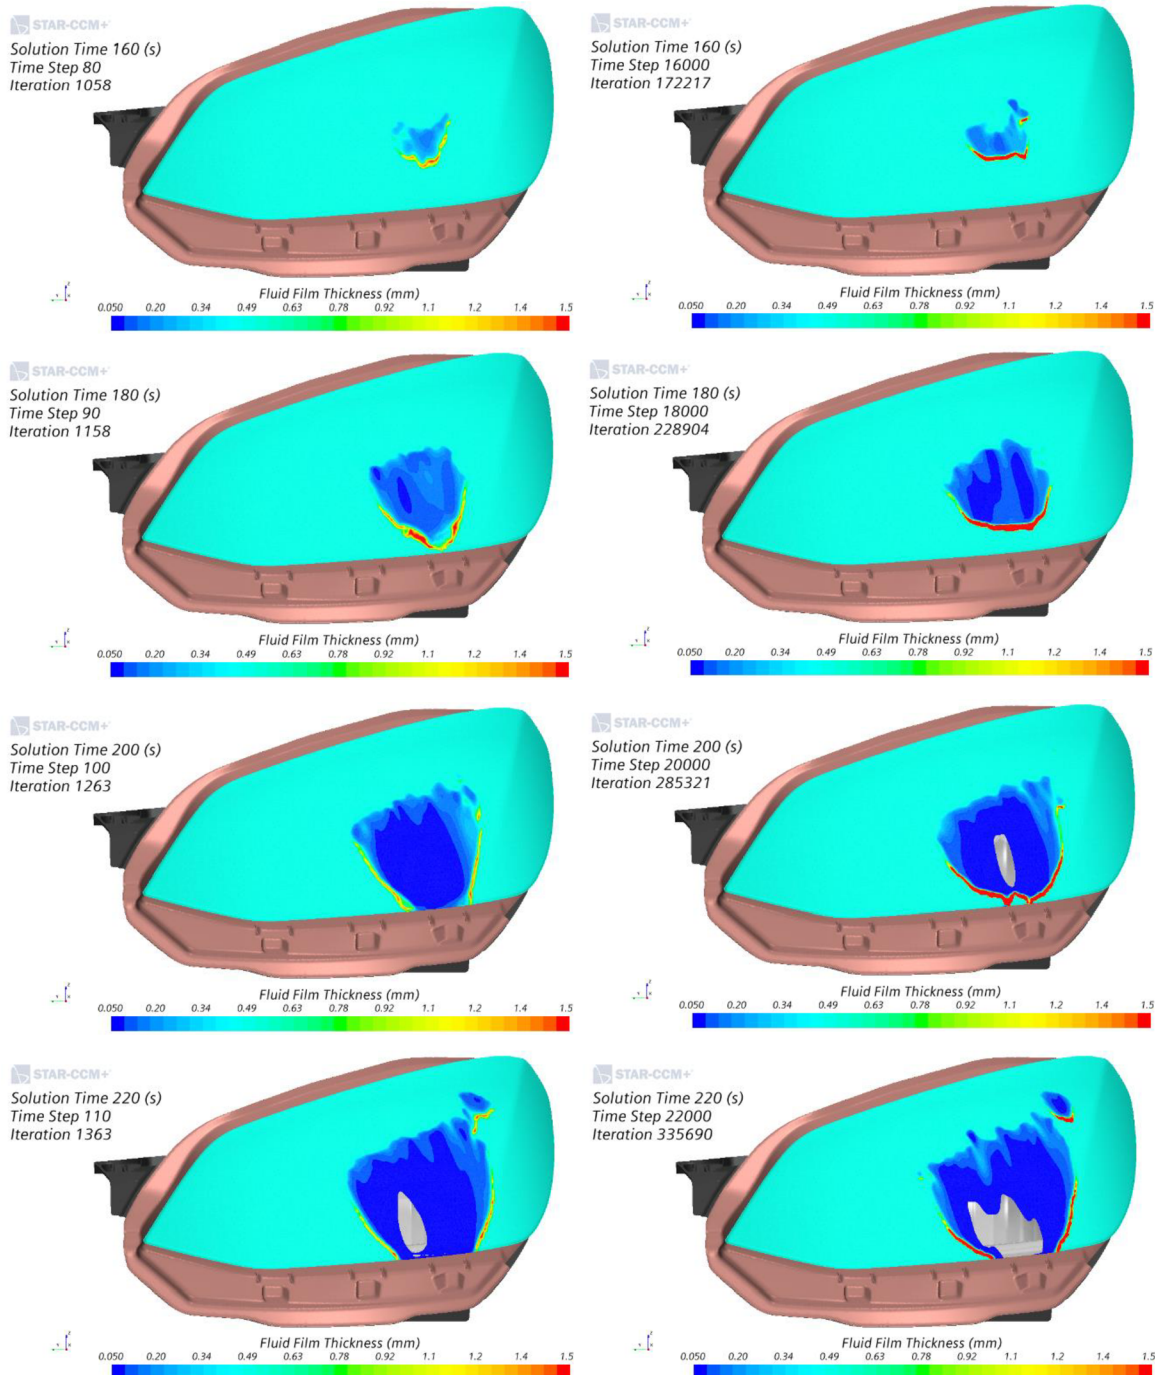 STAR-CCM+
Solution Time 160 (s)
Time Step 80
Iteration 1058
Fluid Film Thickness (mm)
0.050 0.20 0.34 0.49 0.63 0.78 0.92 1.1 1.2 1.4 1.5
STAR-CCM+
Solution Time 160 (s)
Time Step 16000
Iteration 172217
Fluid Film Thickness (mm)
0.050 0.20 0.34 0.49 0.63 0.78 0.92 1.1 1.2 1.4 1.5
STAR-CCM+
Solution Time 180 (s)
Time Step 90
Iteration 1158
Fluid Film Thickness (mm)
0.050 0.20 0.34 0.49 0.63 0.78 0.92 1.1 1.2 1.4 1.5
STAR-CCM+
Solution Time 180 (s)
Time Step 18000
Iteration 228904
Fluid Film Thickness (mm)
0.050 0.20 0.34 0.49 0.63 0.78 0.92 1.1 1.2 1.4 1.5
STAR-CCM+
Solution Time 200 (s)
Time Step 100
Iteration 1263
Fluid Film Thickness (mm)
0.050 0.20 0.34 0.49 0.63 0.78 0.92 1.1 1.2 1.4 1.5
STAR-CCM+
Solution Time 200 (s)
Time Step 20000
Iteration 285321
Fluid Film Thickness (mm)
0.050 0.20 0.34 0.49 0.63 0.78 0.92 1.1 1.2 1.4 1.5
STAR-CCM+
Solution Time 220 (s)
Time Step 110
Iteration 1363
Fluid Film Thickness (mm)
0.050 0.20 0.34 0.49 0.63 0.78 0.92 1.1 1.2 1.4 1.5
STAR-CCM+
Solution Time 220 (s)
Time Step 22000
Iteration 335690
Fluid Film Thickness (mm)
0.050 0.20 0.34 0.49 0.63 0.78 0.92 1.1 1.2 1.4 1.5